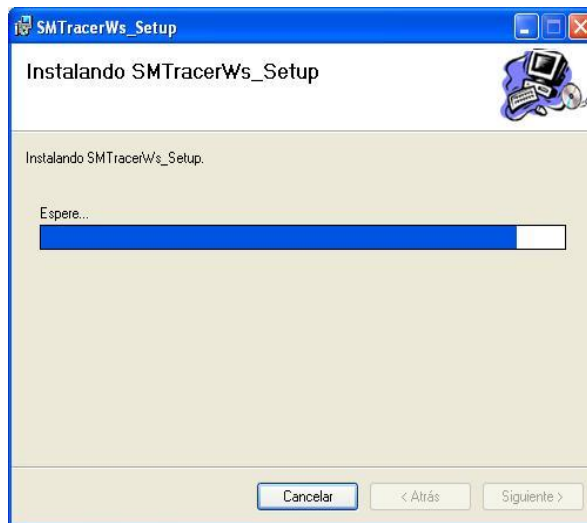 SMTracerWs_Setup
Instalando SMTracerWs_Setup
Instalando SMTracerWs_Setup.
Espere...
Cancelar
< Atrás
Siguiente >